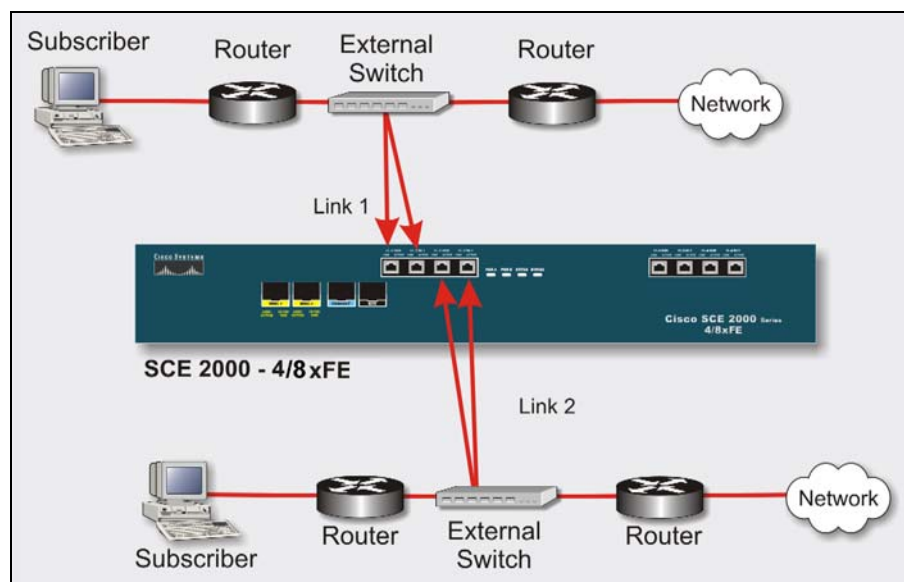 Subscriber
Router
External
Switch
Router
Network
Link 1
CISCO SYSTEMS
Cisco SCE 2000 Series
4/8xFE
SCE 2000 - 4/8xFE
Link 2
Network
Router
External
Switch
Router
Subscriber